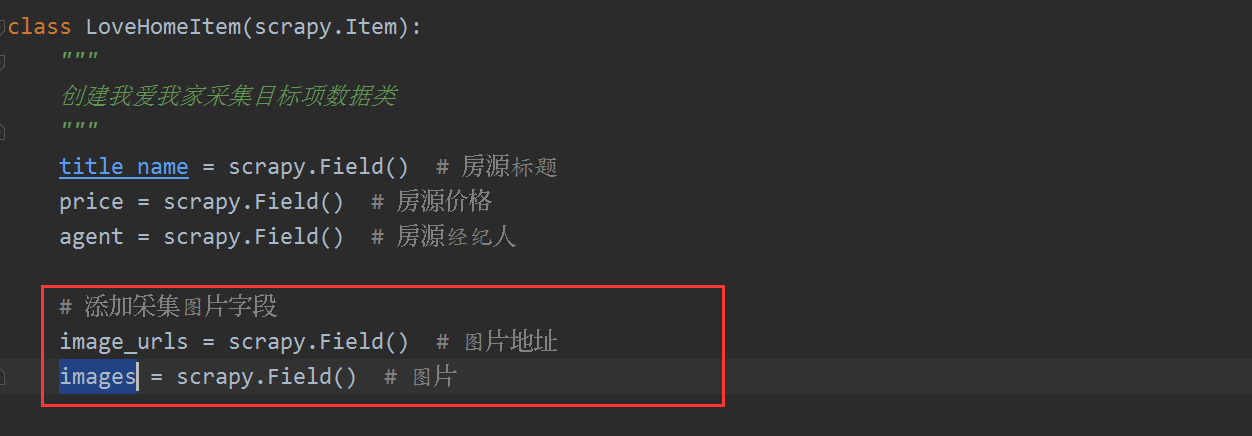 class LoveHomeItem(scrapy.Item):
"""
创建我爱我家采集目标项数据类
"""
title_name = scrapy.Field()  # 房源标题
price = scrapy.Field()  # 房源价格
agent = scrapy.Field()  # 房源经纪人
# 添加采集图片字段
image_urls = scrapy.Field()  # 图片地址
images = scrapy.Field()  # 图片